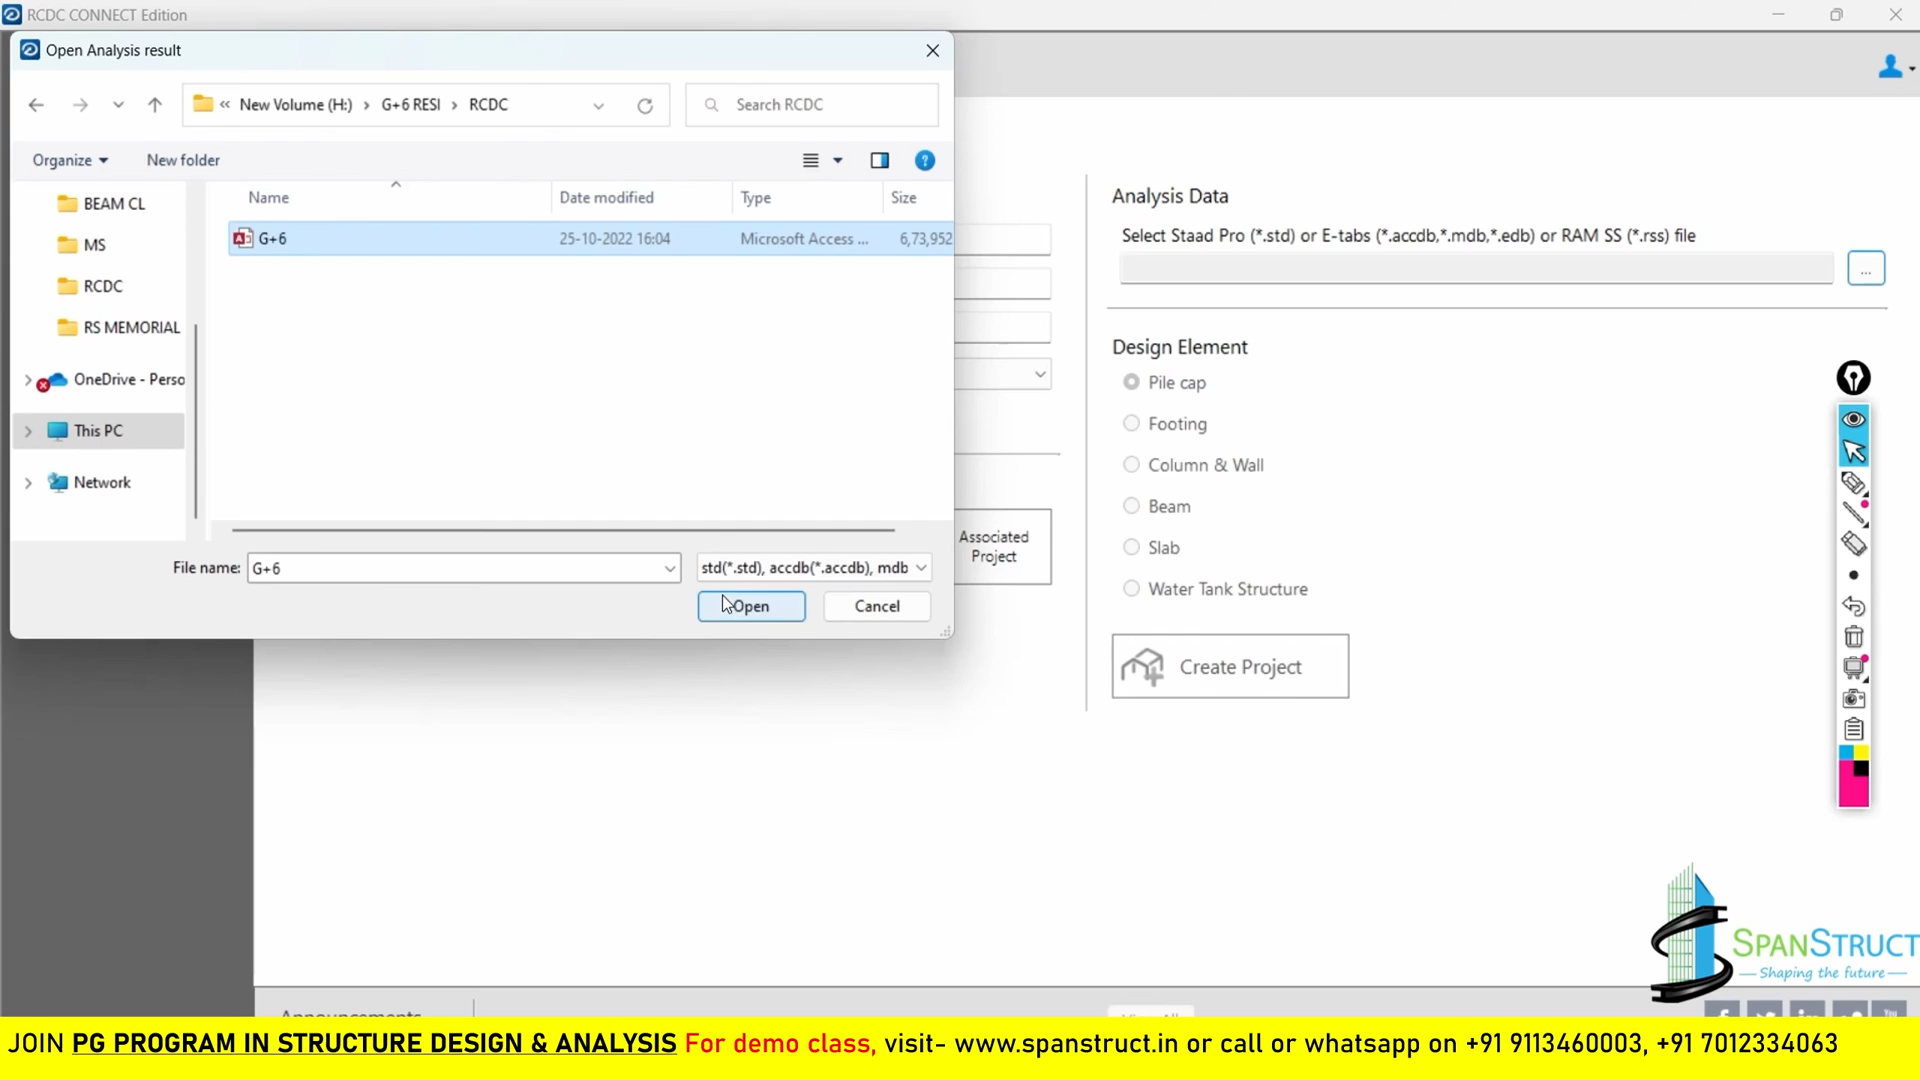 RCDC CONNECT Edition
Open Analysis result
« New Volume (H:) › G+6 RESI › RCDC
Search RCDC
Organize
New folder
Name
Date modified
Type
Size
BEAM CL
MS
RCDC
RS MEMORIAL
OneDrive - Perso
This PC
Network
G+6
25-10-2022 16:04
Microsoft Access ...
6,73,952
File name:
G+6
std(*.std), accdb(*.accdb), mdb
Open
Cancel
Associated
Project
Analysis Data
Select Staad Pro (*.std) or E-tabs (*.accdb,*.mdb,*.edb) or RAM SS (*.rss) file
...
Design Element
Pile cap
Footing
Column & Wall
Beam
Slab
Water Tank Structure
Create Project
SPANSTRUCT
Shaping the future
JOIN PG PROGRAM IN STRUCTURE DESIGN & ANALYSIS For demo class, visit- www.spanstruct.in or call or whatsapp on +91 9113460003, +91 7012334063